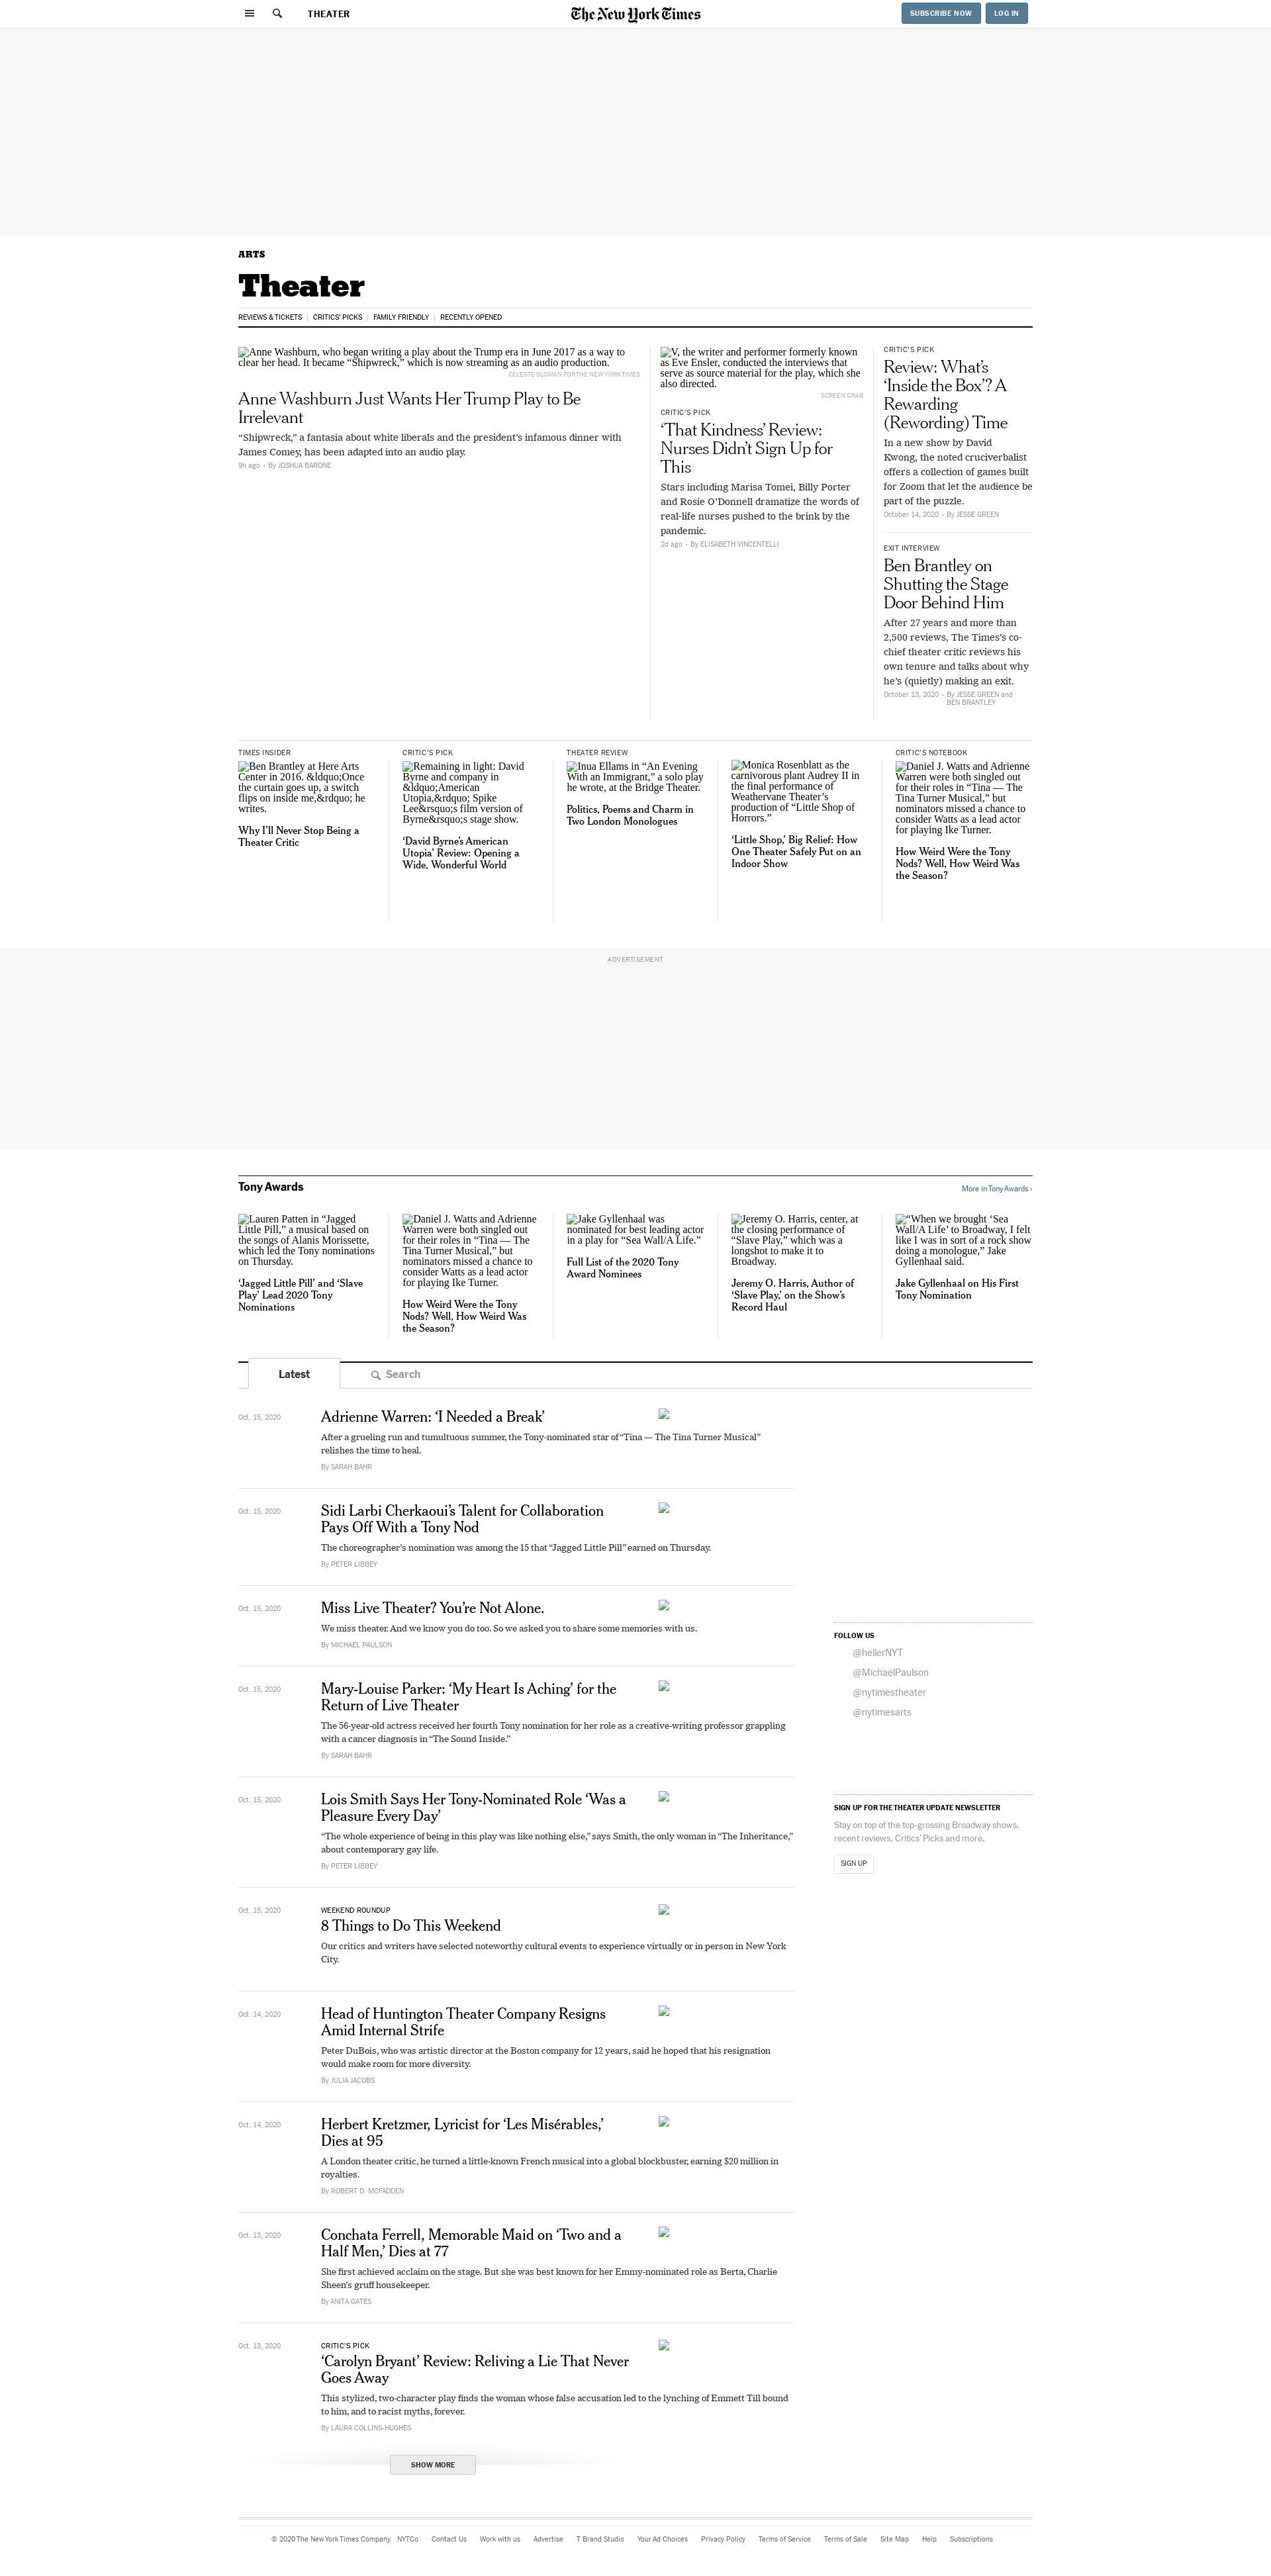 THEATER
The New York Times
SUBSCRIBE NOW
LOG IN
ARTS
Theater
REVIEWS & TICKETS
CRITICS' PICKS
FAMILY FRIENDLY
RECENTLY OPENED
Anne Washburn, who began writing a play about the Trump era in June 2017 as a way to
clear her head. It became “Shipwreck,” which is now streaming as an audio production.
CELESTE SLOMAN FOR THE NEW YORK TIMES
Anne Washburn Just Wants Her Trump Play to Be
Irrelevant
“Shipwreck,” a fantasia about white liberals and the president’s infamous dinner with
James Comey, has been adapted into an audio play.
9h ago - By JOSHUA BARONE
V, the writer and performer formerly known
as Eve Ensler, conducted the interviews that
serve as source material for the play, which she
also directed.
SCREEN GRAB
CRITIC’S PICK
‘That Kindness’ Review:
Nurses Didn’t Sign Up for
This
Stars including Marisa Tomei, Billy Porter
and Rosie O’Donnell dramatize the words of
real-life nurses pushed to the brink by the
pandemic.
2d ago - By ELISABETH VINCENTELLI
CRITIC’S PICK
Review: What’s
‘Inside the Box’? A
Rewarding
(Rewording) Time
In a new show by David
Kwong, the noted cruciverbalist
offers a collection of games built
for Zoom that let the audience be
part of the puzzle.
October 14, 2020 - By JESSE GREEN
EXIT INTERVIEW
Ben Brantley on
Shutting the Stage
Door Behind Him
After 27 years and more than
2,500 reviews, The Times’s co-
chief theater critic reviews his
own tenure and talks about why
he’s (quietly) making an exit.
October 13, 2020 - By JESSE GREEN and
BEN BRANTLEY
TIMES INSIDER
Ben Brantley at Here Arts
Center in 2016. &ldquo;Once
the curtain goes up, a switch
flips on inside me,&rdquo; he
writes.
Why I’ll Never Stop Being a
Theater Critic
CRITIC’S PICK
Remaining in light: David
Byrne and company in
&ldquo;American
Utopia,&rdquo; Spike
Lee&rsquo;s film version of
Byrne&rsquo;s stage show.
‘David Byrne’s American
Utopia’ Review: Opening a
Wide, Wonderful World
THEATER REVIEW
Inua Ellams in “An Evening
With an Immigrant,” a solo play
he wrote, at the Bridge Theater.
Politics, Poems and Charm in
Two London Monologues
Monica Rosenblatt as the
carnivorous plant Audrey II in
the final performance of
Weathervane Theater’s
production of “Little Shop of
Horrors.”
‘Little Shop,’ Big Relief: How
One Theater Safely Put on an
Indoor Show
CRITIC’S NOTEBOOK
Daniel J. Watts and Adrienne
Warren were both singled out
for their roles in “Tina — The
Tina Turner Musical,” but
nominators missed a chance to
consider Watts as a lead actor
for playing Ike Turner.
How Weird Were the Tony
Nods? Well, How Weird Was
the Season?
ADVERTISEMENT
Tony Awards
More in Tony Awards ›
Lauren Patten in “Jagged
Little Pill,” a musical based on
the songs of Alanis Morissette,
which led the Tony nominations
on Thursday.
‘Jagged Little Pill’ and ‘Slave
Play’ Lead 2020 Tony
Nominations
Daniel J. Watts and Adrienne
Warren were both singled out
for their roles in “Tina — The
Tina Turner Musical,” but
nominators missed a chance to
consider Watts as a lead actor
for playing Ike Turner.
How Weird Were the Tony
Nods? Well, How Weird Was
the Season?
Jake Gyllenhaal was
nominated for best leading actor
in a play for “Sea Wall/A Life.”
Full List of the 2020 Tony
Award Nominees
Jeremy O. Harris, center, at
the closing performance of
“Slave Play,” which was a
longshot to make it to
Broadway.
Jeremy O. Harris, Author of
‘Slave Play,’ on the Show’s
Record Haul
“When we brought ‘Sea
Wall/A Life’ to Broadway, I felt
like I was in sort of a rock show
doing a monologue,” Jake
Gyllenhaal said.
Jake Gyllenhaal on His First
Tony Nomination
Latest
Search
Oct. 15, 2020
Adrienne Warren: ‘I Needed a Break’
After a grueling run and tumultuous summer, the Tony-nominated star of “Tina — The Tina Turner Musical”
relishes the time to heal.
By SARAH BAHR
Oct. 15, 2020
Sidi Larbi Cherkaoui’s Talent for Collaboration
Pays Off With a Tony Nod
The choreographer’s nomination was among the 15 that “Jagged Little Pill” earned on Thursday.
By PETER LIBBEY
Oct. 15, 2020
Miss Live Theater? You’re Not Alone.
We miss theater. And we know you do too. So we asked you to share some memories with us.
By MICHAEL PAULSON
Oct. 15, 2020
Mary-Louise Parker: ‘My Heart Is Aching’ for the
Return of Live Theater
The 56-year-old actress received her fourth Tony nomination for her role as a creative-writing professor grappling
with a cancer diagnosis in “The Sound Inside.”
By SARAH BAHR
Oct. 15, 2020
Lois Smith Says Her Tony-Nominated Role ‘Was a
Pleasure Every Day’
“The whole experience of being in this play was like nothing else,” says Smith, the only woman in “The Inheritance,”
about contemporary gay life.
By PETER LIBBEY
Oct. 15, 2020
WEEKEND ROUNDUP
8 Things to Do This Weekend
Our critics and writers have selected noteworthy cultural events to experience virtually or in person in New York
City.
Oct. 14, 2020
Head of Huntington Theater Company Resigns
Amid Internal Strife
Peter DuBois, who was artistic director at the Boston company for 12 years, said he hoped that his resignation
would make room for more diversity.
By JULIA JACOBS
Oct. 14, 2020
Herbert Kretzmer, Lyricist for ‘Les Misérables,’
Dies at 95
A London theater critic, he turned a little-known French musical into a global blockbuster, earning $20 million in
royalties.
By ROBERT D. MCFADDEN
Oct. 13, 2020
Conchata Ferrell, Memorable Maid on ‘Two and a
Half Men,’ Dies at 77
She first achieved acclaim on the stage. But she was best known for her Emmy-nominated role as Berta, Charlie
Sheen’s gruff housekeeper.
By ANITA GATES
Oct. 13, 2020
CRITIC’S PICK
‘Carolyn Bryant’ Review: Reliving a Lie That Never
Goes Away
This stylized, two-character play finds the woman whose false accusation led to the lynching of Emmett Till bound
to him, and to racist myths, forever.
By LAURA COLLINS-HUGHES
SHOW MORE
FOLLOW US
@hellerNYT
@MichaelPaulson
@nytimestheater
@nytimesarts
SIGN UP FOR THE THEATER UPDATE NEWSLETTER
Stay on top of the top-grossing Broadway shows,
recent reviews, Critics’ Picks and more.
SIGN UP
© 2020 The New York Times Company
NYTCo
Contact Us
Work with us
Advertise
T Brand Studio
Your Ad Choices
Privacy Policy
Terms of Service
Terms of Sale
Site Map
Help
Subscriptions